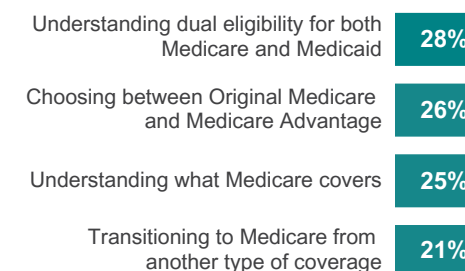 Understanding dual eligibility for both
Medicare and Medicaid
28%
Choosing between Original Medicare
and Medicare Advantage
26%
Understanding what Medicare covers
25%
Transitioning to Medicare from
another type of coverage
21%